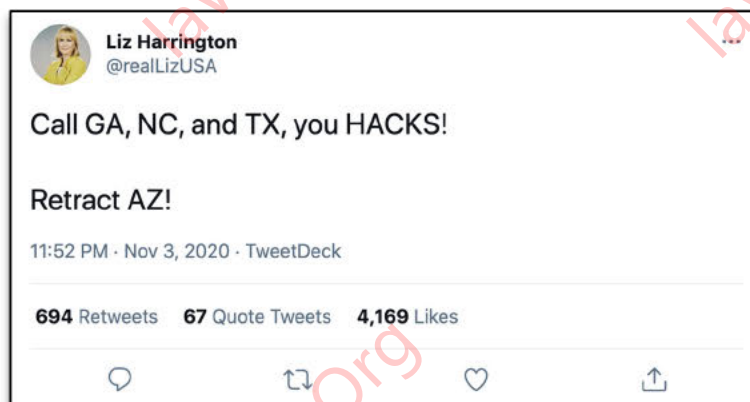 Liz Harrington
@realLizUSA
Call GA, NC, and TX, you HACKS!
Retract AZ!
11:52 PM · Nov 3, 2020 · TweetDeck
694 Retweets 67 Quote Tweets 4,169 Likes
Org